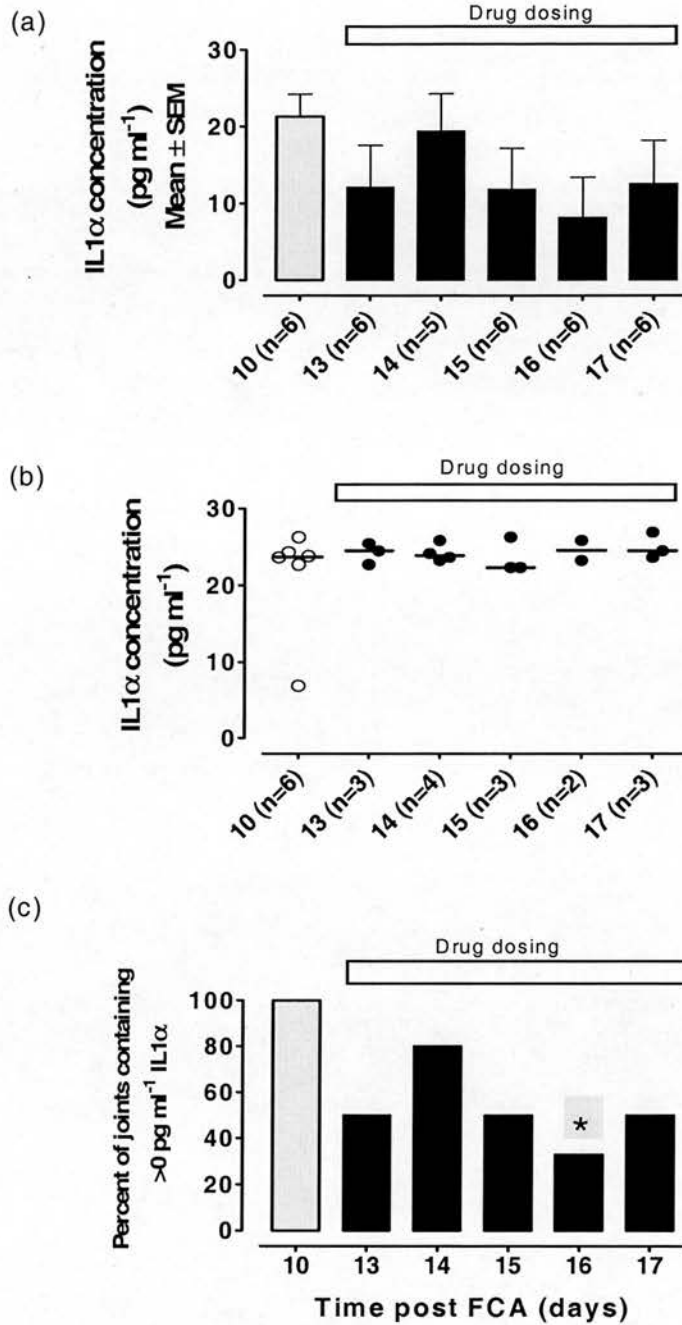 (a)
Drug dosing
IL1α concentration
(pg ml⁻¹)
Mean ± SEM
30
20
10
0
10 (n=6)
13 (n=6)
14 (n=5)
15 (n=6)
16 (n=6)
17 (n=6)
(b)
Drug dosing
IL1α concentration
(pg ml⁻¹)
30
20
10
0
10 (n=6)
13 (n=3)
14 (n=4)
15 (n=3)
16 (n=2)
17 (n=3)
(c)
Drug dosing
Percent of joints containing
>0 pg ml⁻¹ IL1α
100
80
60
40
20
0
*
10 13 14 15 16 17
Time post FCA (days)